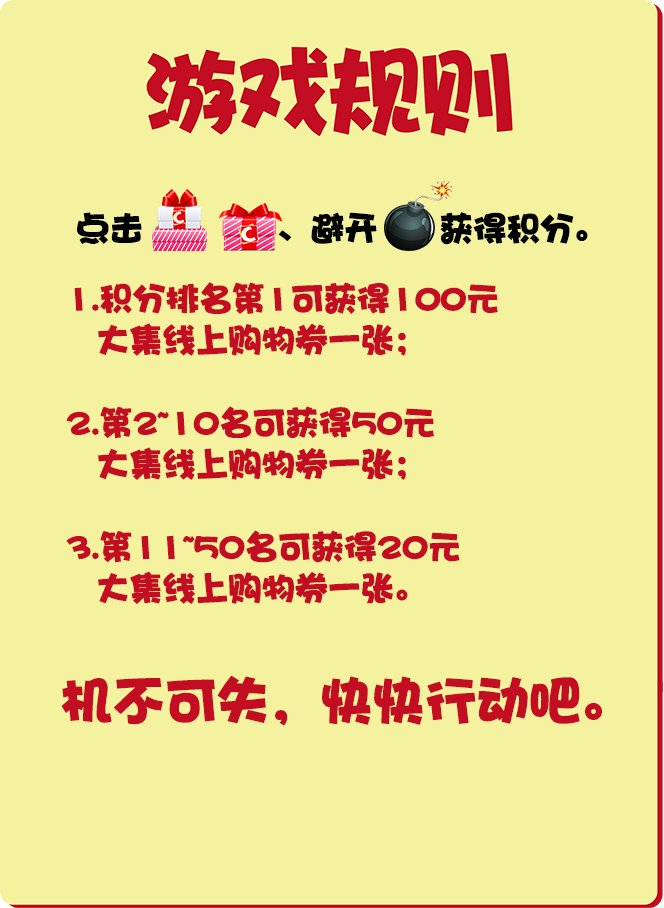 游戏规则
点击 、避开 获得积分。
1.积分排名第1可获得100元
大集线上购物券一张；
2.第2~10名可获得50元
大集线上购物券一张；
3.第11~50名可获得20元
大集线上购物券一张。
机不可失，快快行动吧。